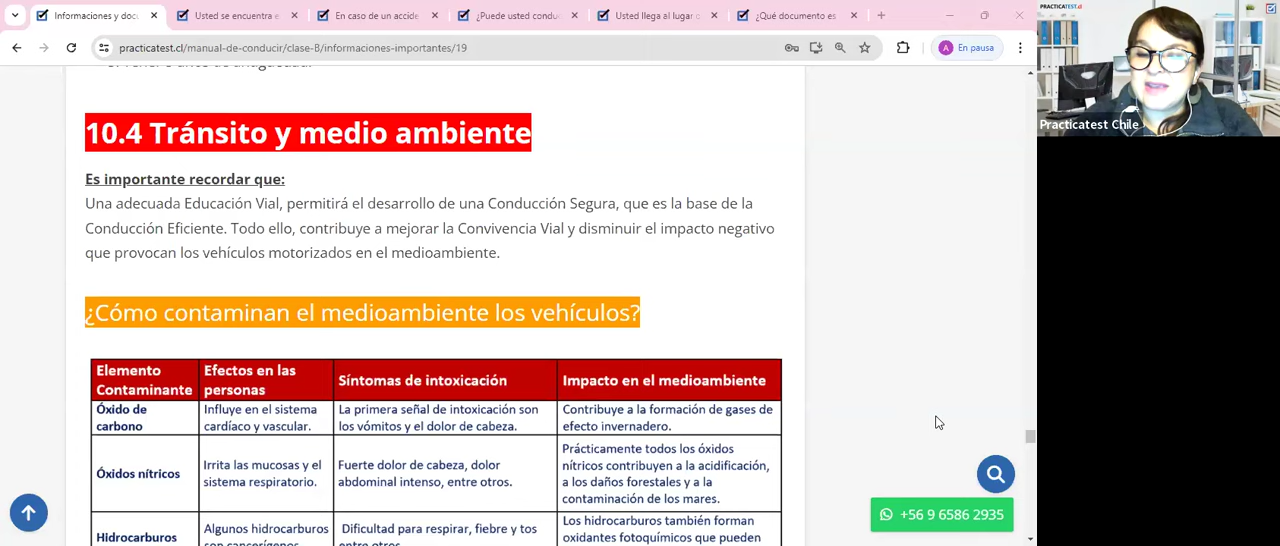 Informaciones y docu
Usted se encuentra e
En caso de un accide
¿Puede usted condu
Usted llega al lugar o
¿Qué documento es
practicatest.cl/manual-de-conducir/clase-B/informaciones-importantes/19
A
En pausa
PRACTICATEST.cl
Practicatest Chile
10.4 Tránsito y medio ambiente
Es importante recordar que:
Una adecuada Educación Vial, permitirá el desarrollo de una Conducción Segura, que es la base de la
Conducción Eficiente. Todo ello, contribuye a mejorar la Convivencia Vial y disminuir el impacto negativo
que provocan los vehículos motorizados en el medioambiente.
¿Cómo contaminan el medioambiente los vehículos?
Elemento
Contaminante
Efectos en las
personas
Síntomas de intoxicación
Impacto en el medioambiente
Óxido de
carbono
Influye en el sistema
cardíaco y vascular.
La primera señal de intoxicación son
los vómitos y el dolor de cabeza.
Contribuye a la formación de gases de
efecto invernadero.
Óxidos nítricos
Irrita las mucosas y el
sistema respiratorio.
Fuerte dolor de cabeza, dolor
abdominal intenso, entre otros.
Prácticamente todos los óxidos
nítricos contribuyen a la acidificación,
a los daños forestales y a la
contaminación de los mares.
Hidrocarburos
Algunos hidrocarburos
son cancerígenos
Dificultad para respirar, fiebre y tos
entre otros.
Los hidrocarburos también forman
oxidantes fotoquímicos que pueden
+56 9 6586 2935